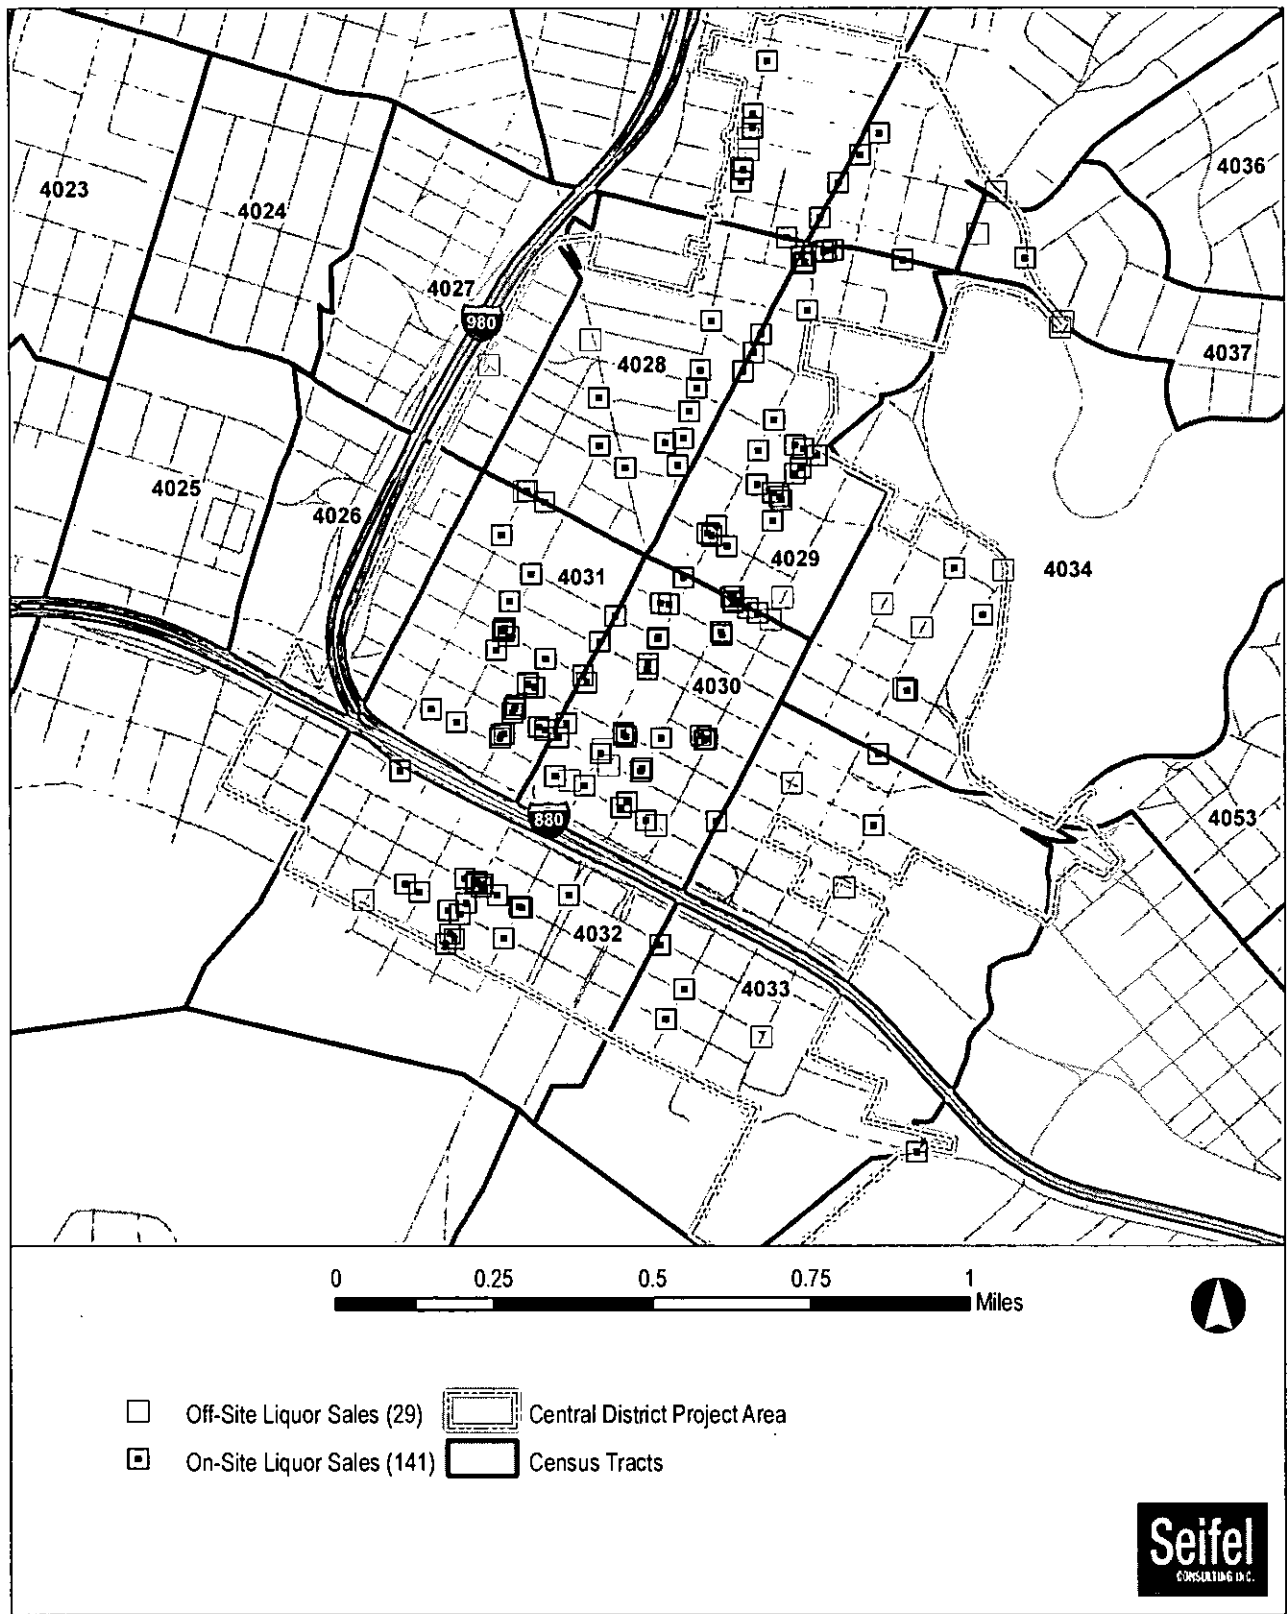 4036
4023
4024
4027
980
4028
4037
4025
4026
4029
4031
4034
4030
4053
880
4032
4033
0 0.25 0.5 0.75 1
Miles
Off-Site Liquor Sales (29) Central District Project Area
On-Site Liquor Sales (141) Census Tracts
Seifel
CONSULTING INC.